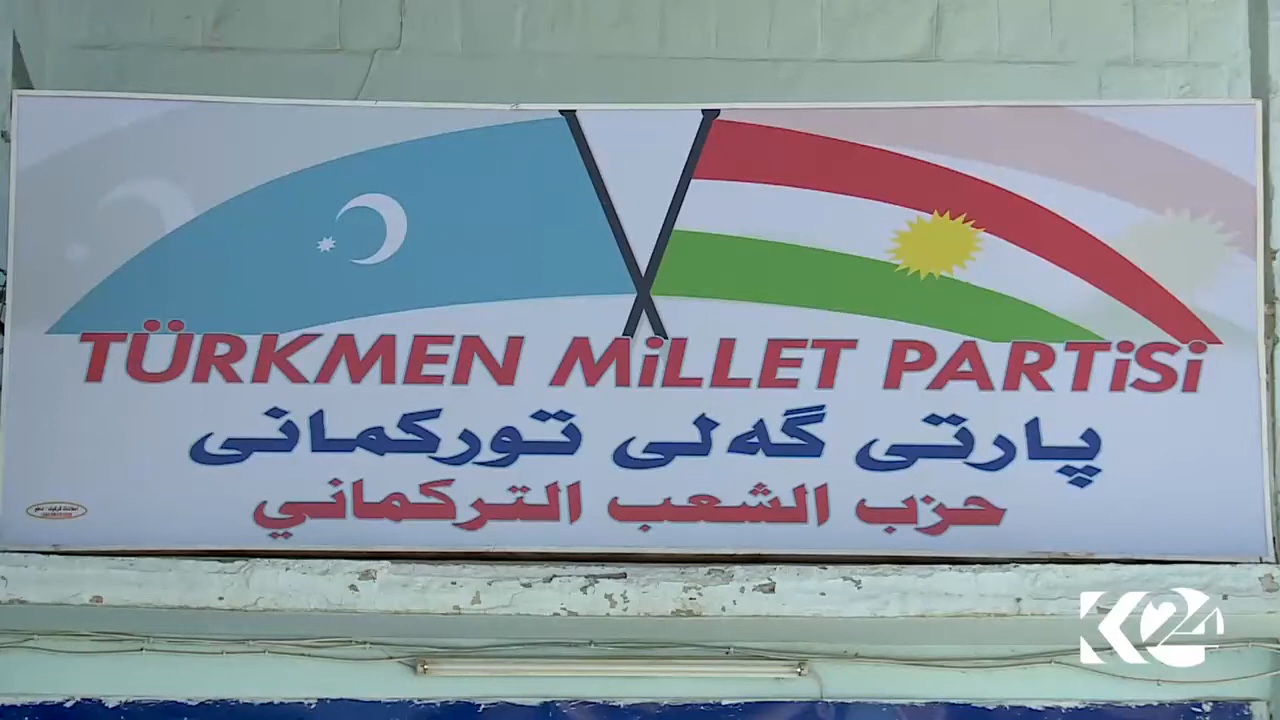 TÜRKMEN MiLLET PARTiSi
پارتی گەلی تورکمانی
حزب الشعب التركماني
K24